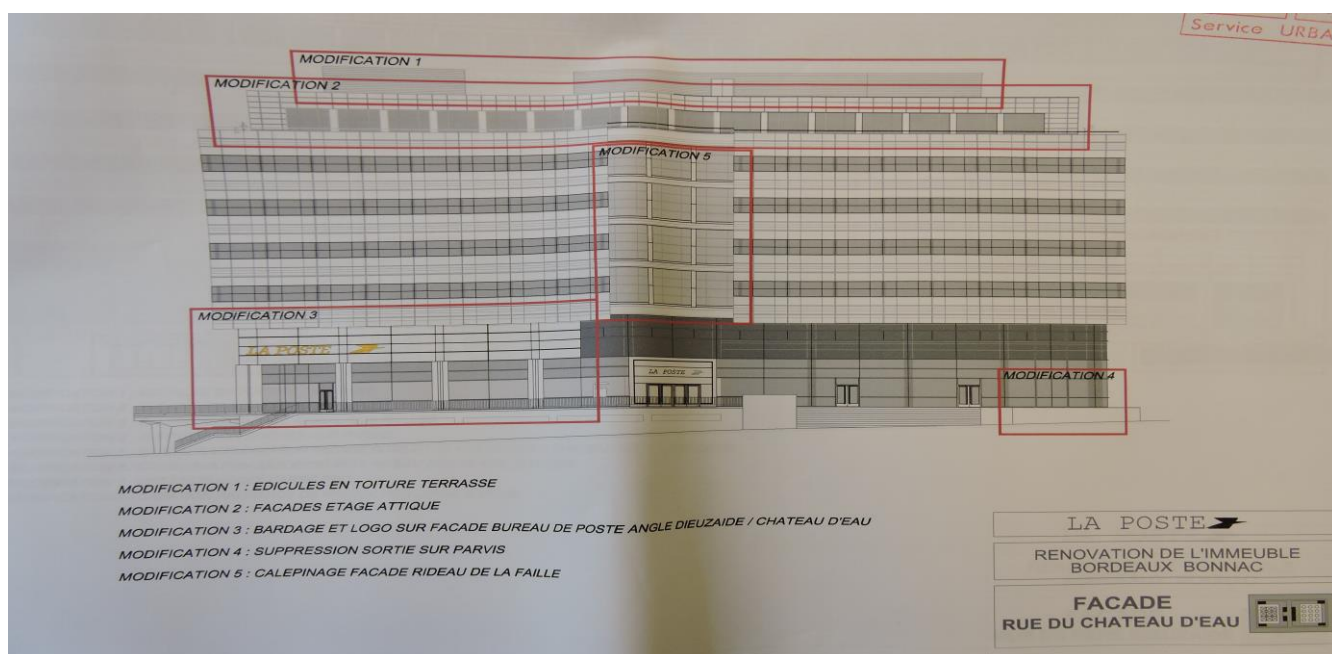 Service URBA
MODIFICATION 1
MODIFICATION 2
MODIFICATION 5
MODIFICATION 3
LA POSTE
LA POSTE
MODIFICATION 4
MODIFICATION 1 : EDICULES EN TOITURE TERRASSE
MODIFICATION 2 : FACADES ETAGE ATTIQUE
MODIFICATION 3 : BARDAGE ET LOGO SUR FACADE BUREAU DE POSTE ANGLE DIEUZAIDE / CHATEAU D'EAU
MODIFICATION 4 : SUPPRESSION SORTIE SUR PARVIS
MODIFICATION 5 : CALEPINAGE FACADE RIDEAU DE LA FAILLE
LA POSTE
RENOVATION DE L'IMMEUBLE
BORDEAUX BONNAC
FACADE
RUE DU CHATEAU D'EAU